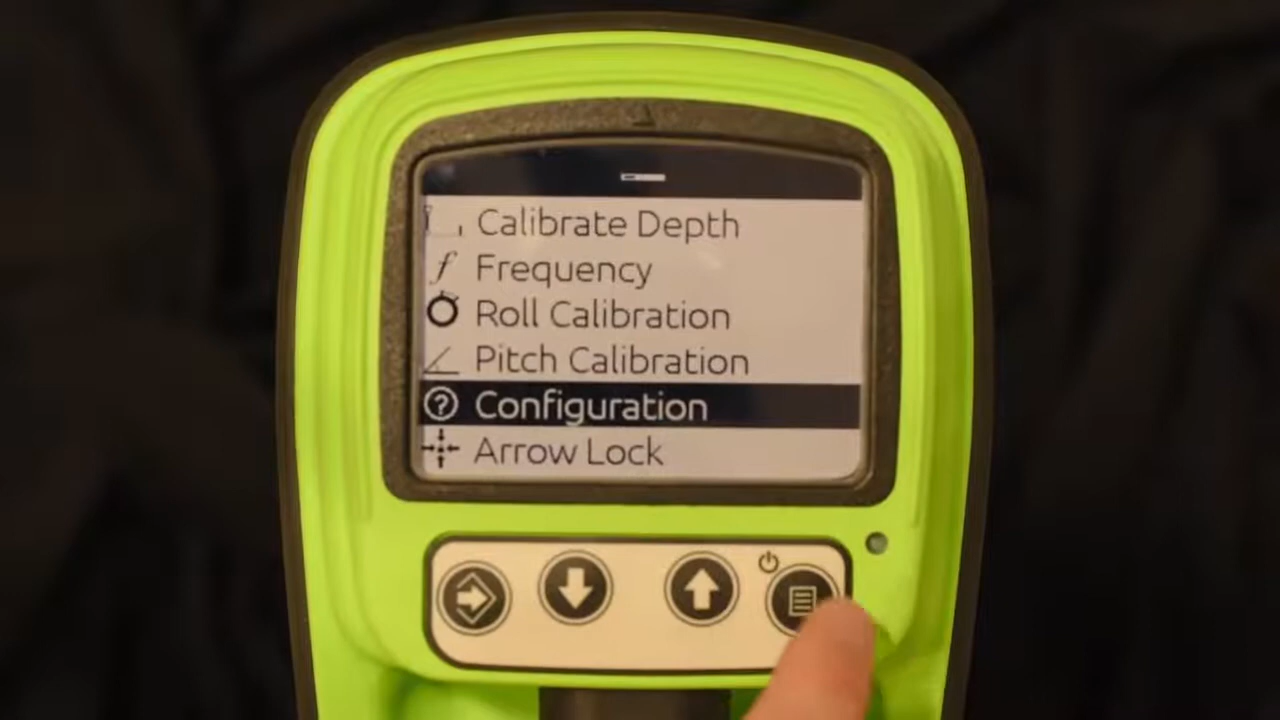 Calibrate Depth
f Frequency
Roll Calibration
Pitch Calibration
? Configuration
Arrow Lock